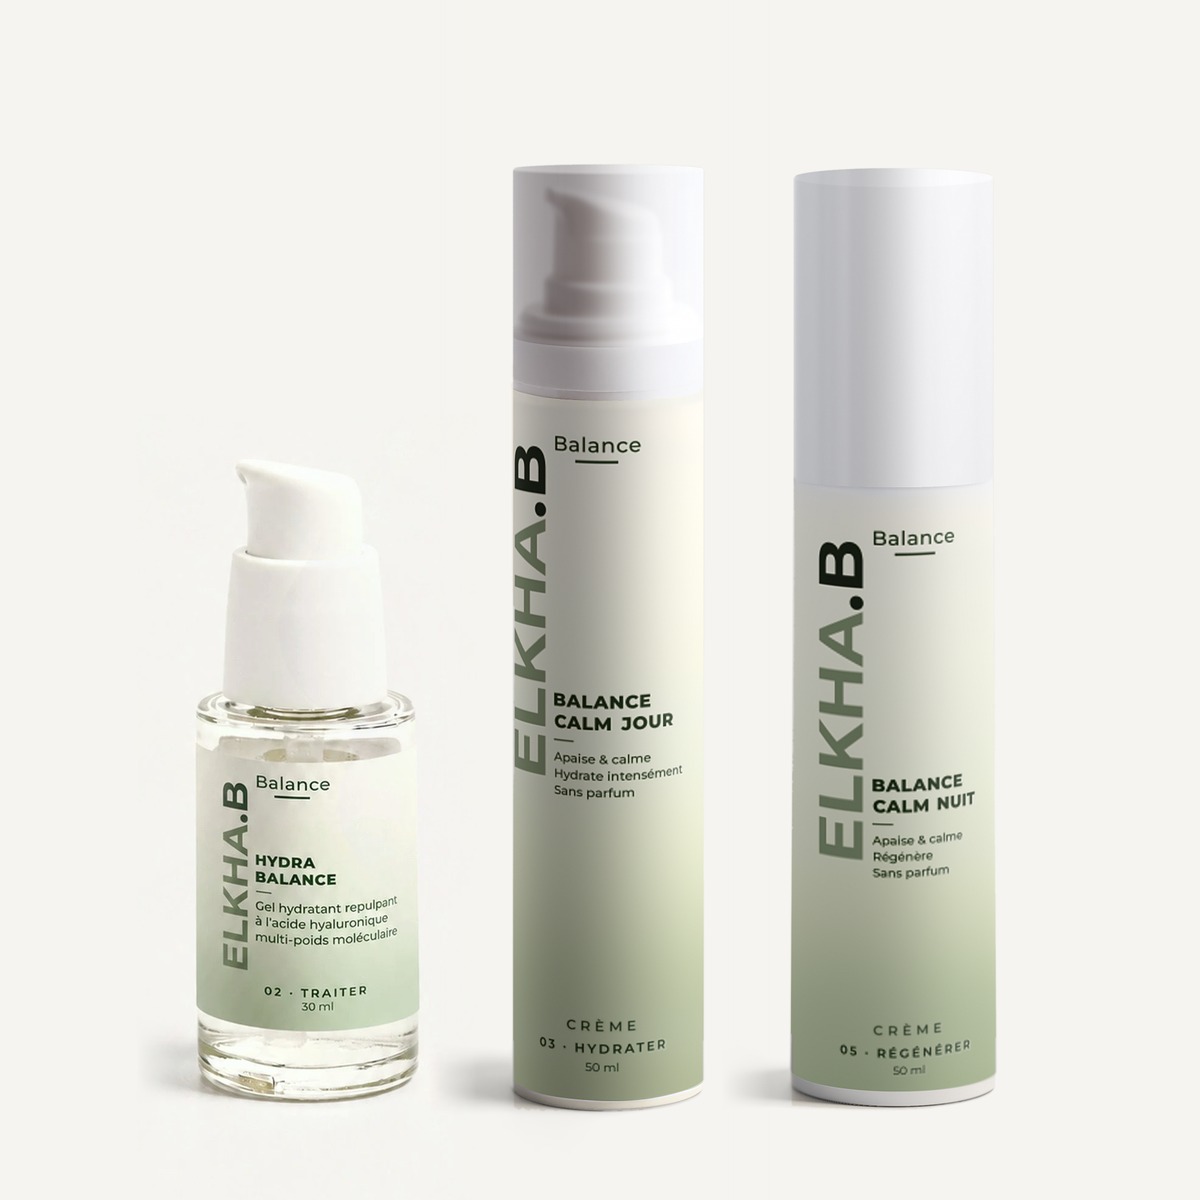 ELKHA.B
Balance
HYDRA
BALANCE
Gel hydratant repulpant
à l'acide hyaluronique
multi-poids moléculaire
02 · TRAITER
30 ml
ELKHA.B
Balance
BALANCE
CALM JOUR
Apaise & calme
Hydrate intensément
Sans parfum
CRÈME
03 · HYDRATER
50 ml
ELKHA.B
Balance
BALANCE
CALM NUIT
Apaise & calme
Régénère
Sans parfum
CRÈME
05 · RÉGÉNÉRER
50 ml